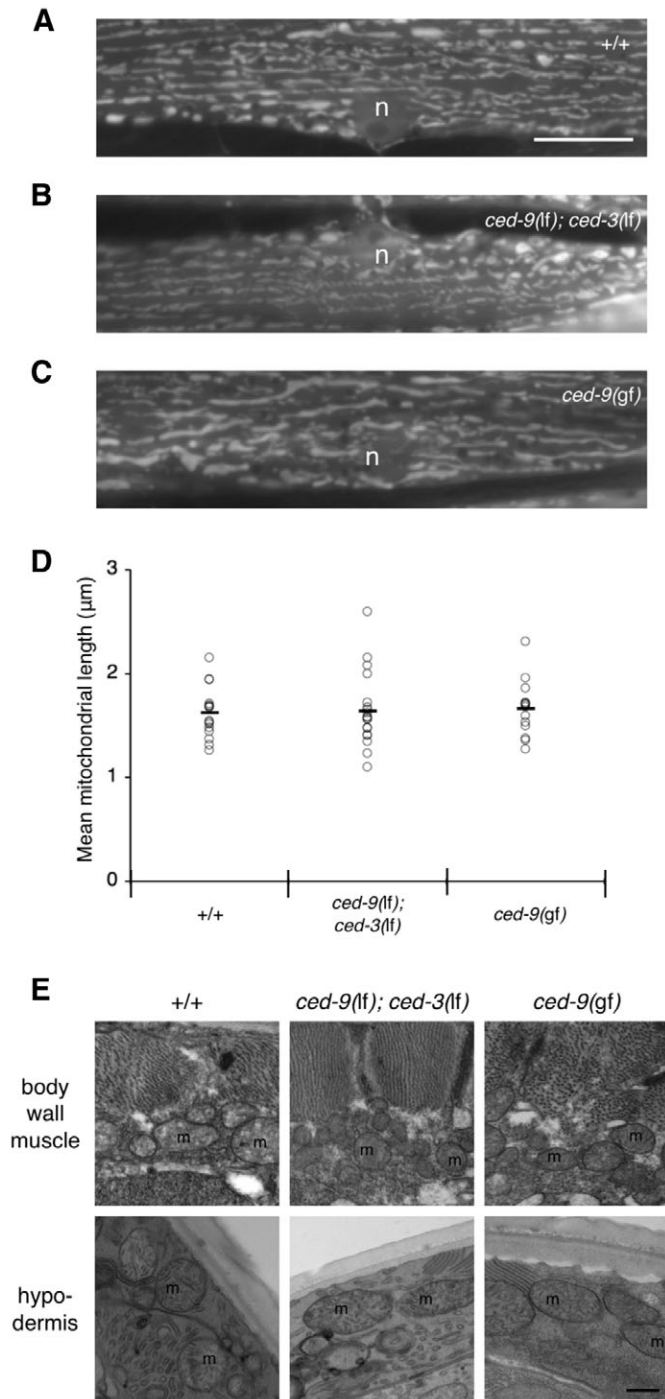 A
+/+
n
B
ced-9(lf); ced-3(lf)
n
C
ced-9(gf)
n
D
Mean mitochondrial length (µm)
3
2
1
0
+/+
ced-9(lf);
ced-3(lf)
ced-9(gf)
E
+/+
ced-9(lf); ced-3(lf)
ced-9(gf)
body
wall
muscle
m
m
m
m
m
m
hypo-
dermis
m
m
m
m
m
m